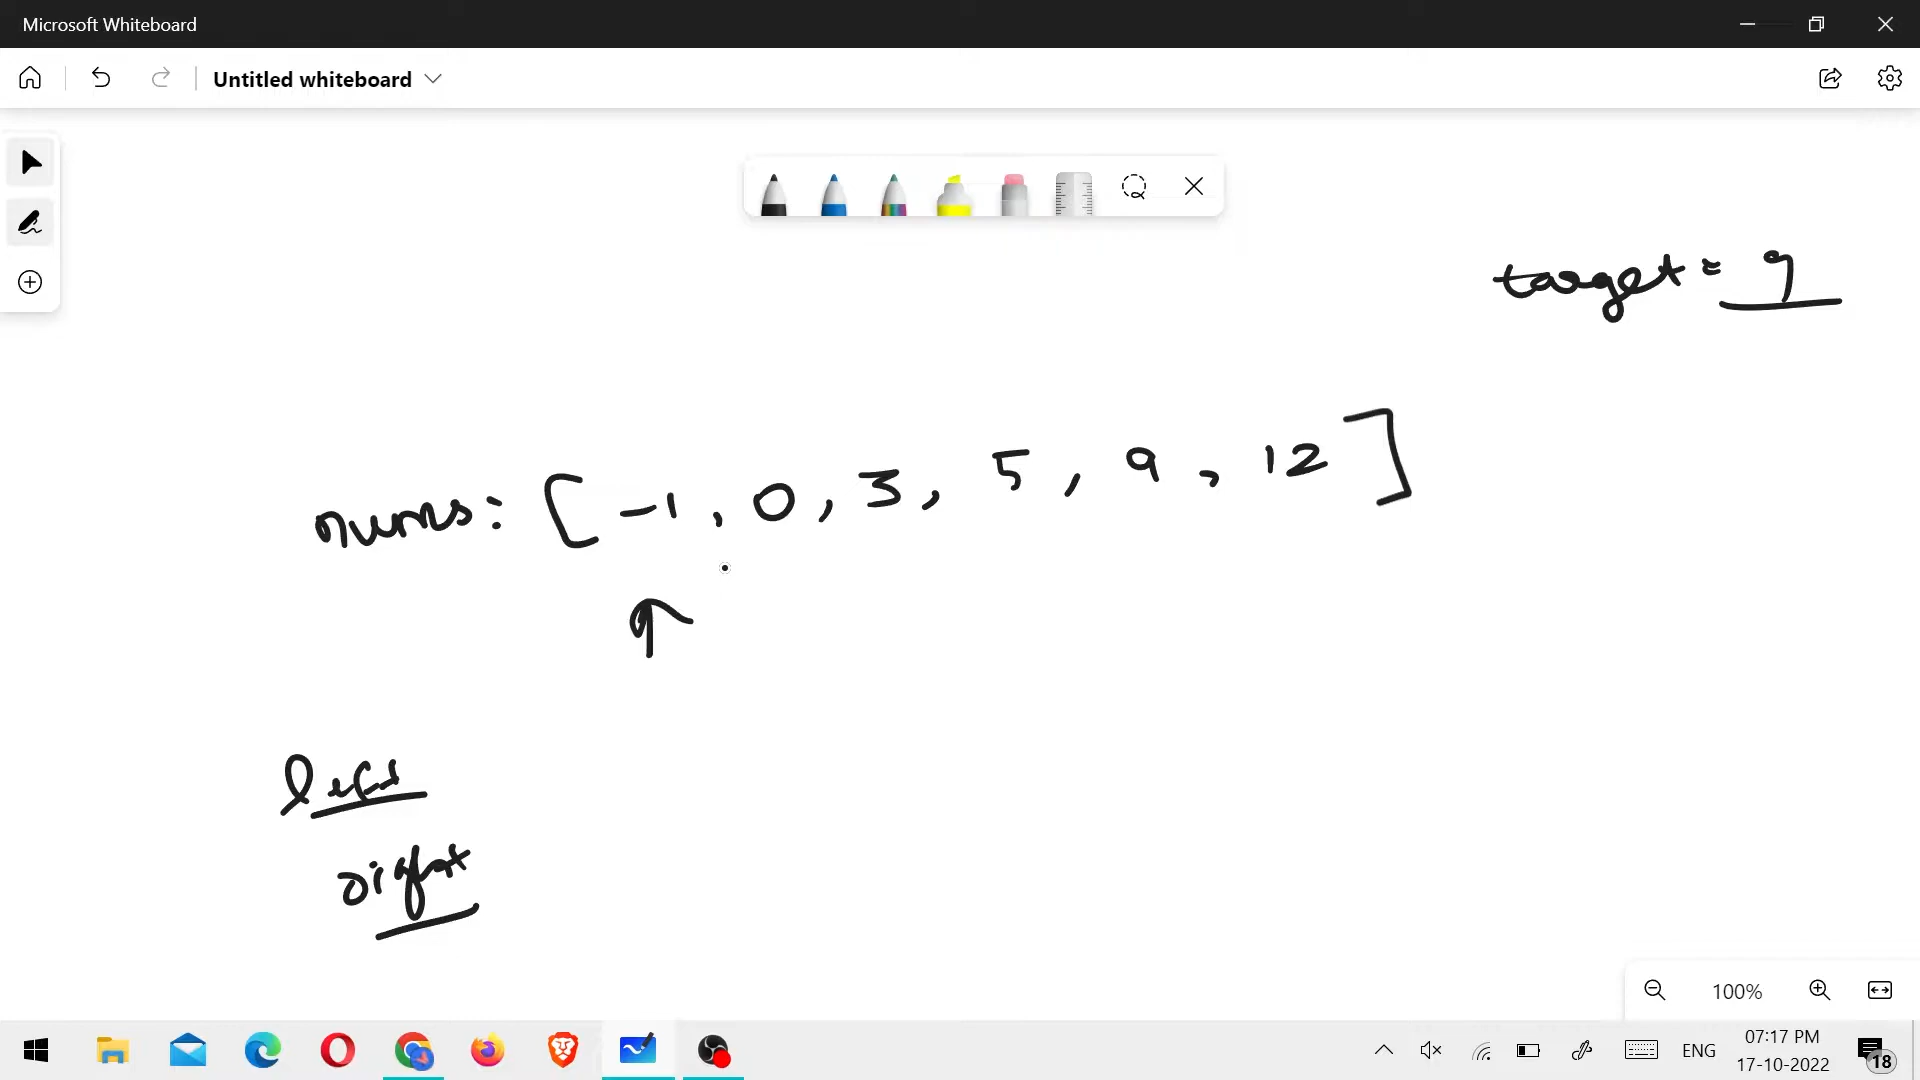 Microsoft Whiteboard
Untitled whiteboard
target = 9
nums: [ -1, 0, 3, 5, 9, 12 ]
left
right
100%
ENG
07:17 PM
17-10-2022
18